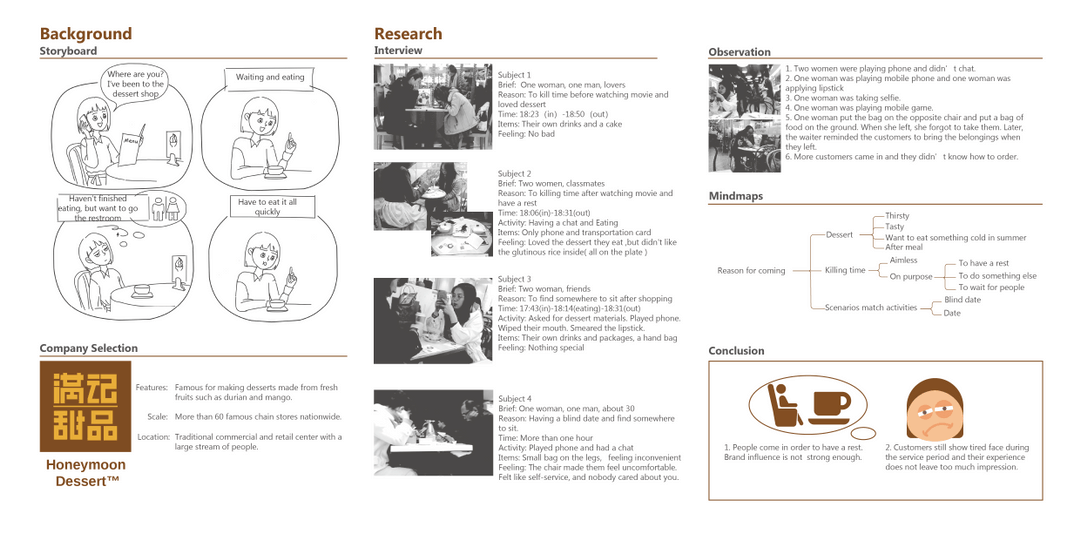 Background
Storyboard
Where are you?
I've been to the
dessert shop
MENU
Waiting and eating
Haven't finished
eating, but want to go
the restroom
Have to eat it all
quickly
Company Selection
满记
甜品
Honeymoon
Dessert™
Features: Famous for making desserts made from fresh
fruits such as durian and mango.
Scale: More than 60 famous chain stores nationwide.
Location: Traditional commercial and retail center with a
large stream of people.
Research
Interview
Subject 1
Brief: One woman, one man, lovers
Reason: To kill time before watching movie and
loved dessert
Time: 18:23 (in) -18:50 (out)
Items: Their own drinks and a cake
Feeling: No bad
Subject 2
Brief: Two women, classmates
Reason: To killing time after watching movie and
have a rest
Time: 18:06(in)-18:31(out)
Activity: Having a chat and Eating
Items: Only phone and transportation card
Feeling: Loved the dessert they eat ,but didn't like
the glutinous rice inside( all on the plate )
Subject 3
Brief: Two woman, friends
Reason: To find somewhere to sit after shopping
Time: 17:43(in)-18:14(eating)-18:31(out)
Activity: Asked for dessert materials. Played phone.
Wiped their mouth. Smeared the lipstick.
Items: Their own drinks and packages, a hand bag
Feeling: Nothing special
Subject 4
Brief: One woman, one man, about 30
Reason: Having a blind date and find somewhere
to sit.
Time: More than one hour
Activity: Played phone and had a chat
Items: Small bag on the legs, feeling inconvenient
Feeling: The chair made them feel uncomfortable.
Felt like self-service, and nobody cared about you.
Observation
1. Two women were playing phone and didn' t chat.
2. One woman was playing mobile phone and one woman was
applying lipstick
3. One woman was taking selfie.
4. One woman was playing mobile game.
5. One woman put the bag on the opposite chair and put a bag of
food on the ground. When she left, she forgot to take them. Later,
the waiter reminded the customers to bring the belongings when
they left.
6. More customers came in and they didn' t know how to order.
Mindmaps
Reason for coming
Dessert
Thirsty
Tasty
Want to eat something cold in summer
After meal
Killing time
Aimless
On purpose
To have a rest
To do something else
To wait for people
Scenarios match activities
Blind date
Date
Conclusion
1. People come in order to have a rest.
Brand influence is not strong enough.
2. Customers still show tired face during
the service period and their experience
does not leave too much impression.